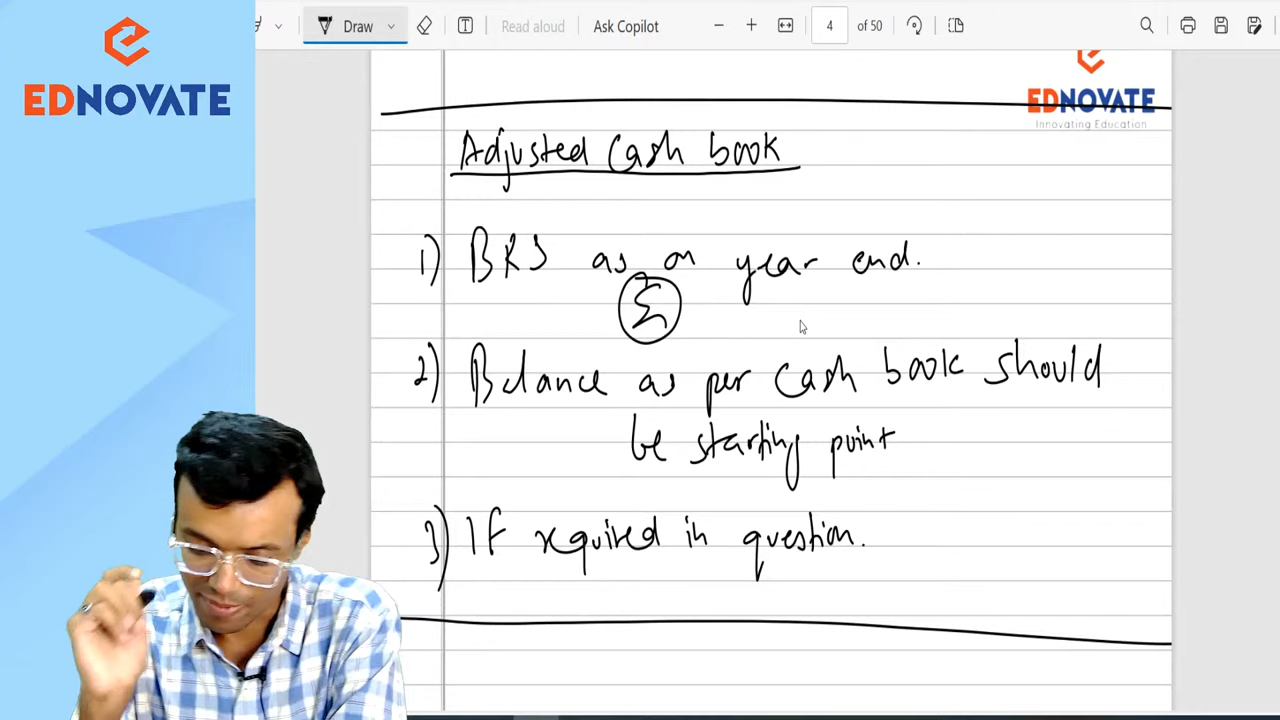 EDNOVATE
Draw
Read aloud
Ask Copilot
4 of 50
EDNOVATE
Innovating Education
Adjusted Cash book
1) BRS as on year end.
&
2) Balance as per Cash book should
be starting point
3) If required in question.